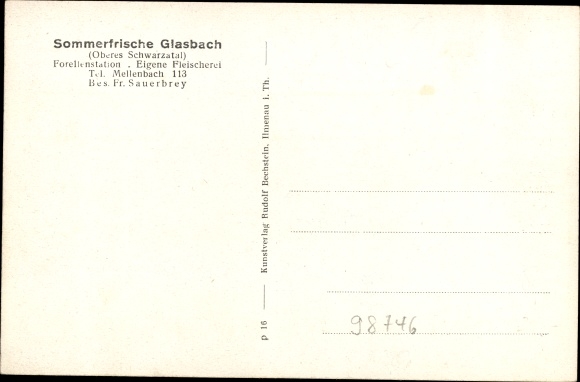 Sommerfrische Glasbach
(Oberes Schwarzatal)
Forellenstation . Eigene Fleischerei
Tel. Mellenbach 113
Bes. Fr. Sauerbrey
p 16 — Kunstverlag Rudolf Bechstein, Ilmenau i. Th. —
98746